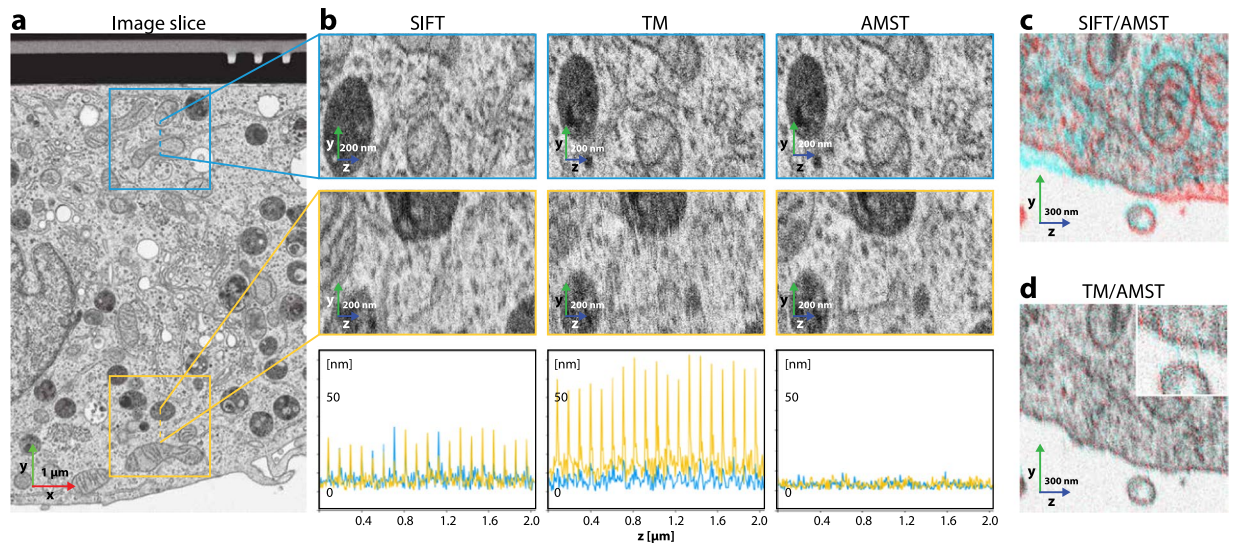 a
Image slice
y
1 µm
x
b
SIFT
TM
AMST
y
200 nm
z
y
200 nm
z
y
200 nm
z
y
200 nm
z
y
200 nm
z
y
200 nm
z
[nm]
50
0
[nm]
50
0
[nm]
50
0
0.4 0.8 1.2 1.6 2.0
0.4 0.8 1.2 1.6 2.0
0.4 0.8 1.2 1.6 2.0
z [µm]
c
SIFT/AMST
y
300 nm
z
d
TM/AMST
y
300 nm
z